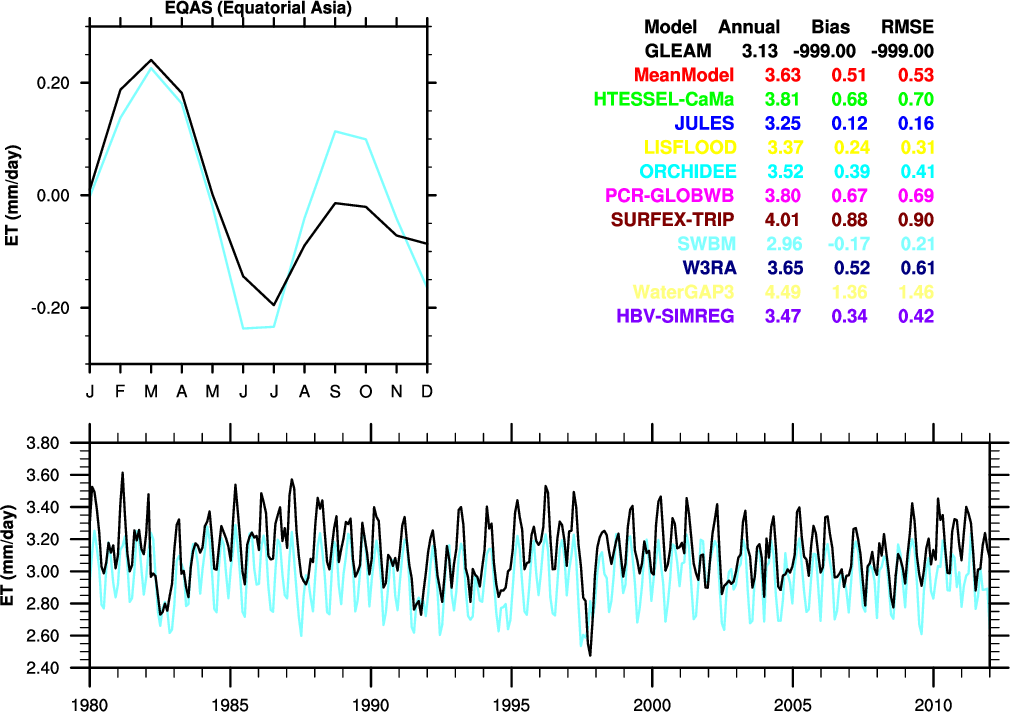 EQAS (Equatorial Asia)
ET (mm/day)
0.20
0.00
-0.20
J F M A M J J A S O N D
Model Annual Bias RMSE
GLEAM 3.13 -999.00 -999.00
MeanModel 3.63 0.51 0.53
HTESSEL-CaMa 3.81 0.68 0.70
JULES 3.25 0.12 0.16
LISFLOOD 3.37 0.24 0.31
ORCHIDEE 3.52 0.39 0.41
PCR-GLOBWB 3.80 0.67 0.69
SURFEX-TRIP 4.01 0.88 0.90
SWBM 2.96 -0.17 0.21
W3RA 3.65 0.52 0.61
WaterGAP3 4.49 1.36 1.46
HBV-SIMREG 3.47 0.34 0.42
ET (mm/day)
3.80
3.60
3.40
3.20
3.00
2.80
2.60
2.40
1980 1985 1990 1995 2000 2005 2010